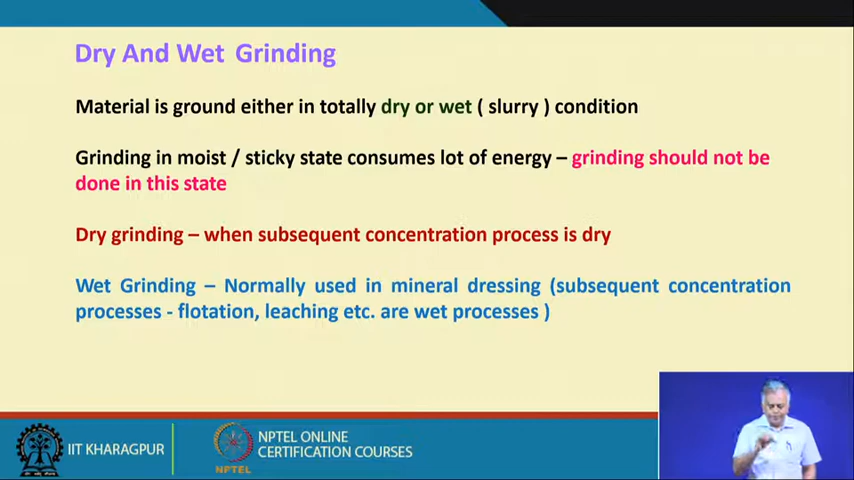 Dry And Wet Grinding
Material is ground either in totally dry or wet ( slurry ) condition
Grinding in moist / sticky state consumes lot of energy – grinding should not be
done in this state
Dry grinding – when subsequent concentration process is dry
Wet Grinding – Normally used in mineral dressing (subsequent concentration
processes - flotation, leaching etc. are wet processes )
IIT KHARAGPUR
NPTEL
NPTEL ONLINE
CERTIFICATION COURSES